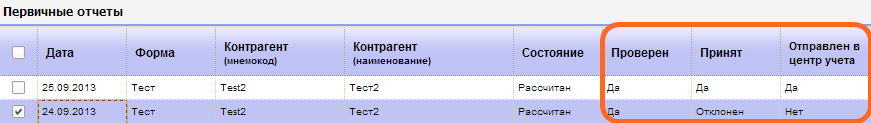 Первичные отчеты
Дата Форма Контрагент (мнемокод) Контрагент (наименование) Состояние Проверен Принят Отправлен в центр учета
25.09.2013 Тест Test2 Тест2 Рассчитан Да Да Да
24.09.2013 Тест Test2 Тест2 Рассчитан Да Отклонен Нет